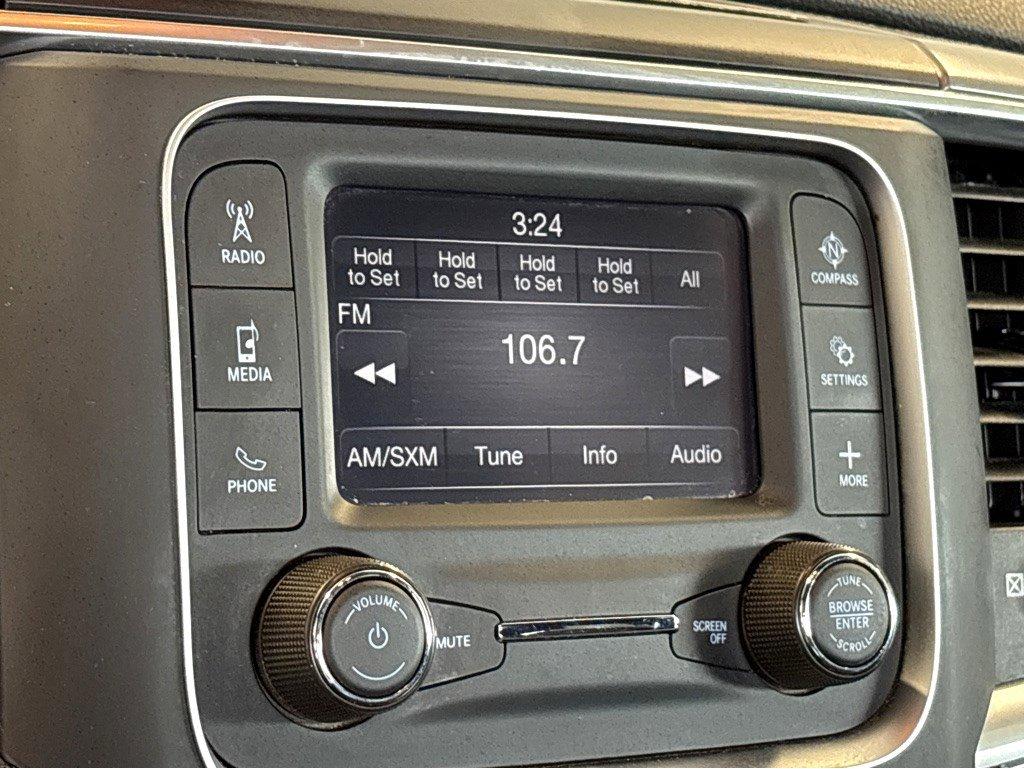 3:24
Hold to Set
Hold to Set
Hold to Set
Hold to Set
All
FM
106.7
AM/SXM
Tune
Info
Audio
RADIO
MEDIA
PHONE
N
COMPASS
SETTINGS
MORE
VOLUME
MUTE
SCREEN
OFF
TUNE
BROWSE
ENTER
SCROLL